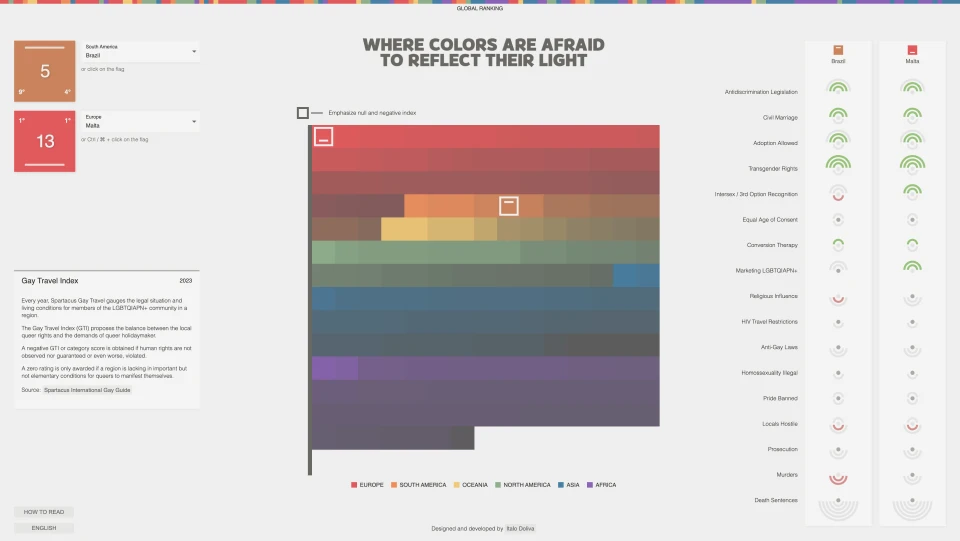 GLOBAL RANKING
South America
Brazil
5
9° 4°
or click on the flag
Europe
Malta
1° 1°
13
or Ctrl / ⌘ + click on the flag
WHERE COLORS ARE AFRAID
TO REFLECT THEIR LIGHT
Emphasize null and negative index
Brazil Malta
Antidiscrimination Legislation
Civil Marriage
Adoption Allowed
Transgender Rights
Intersex / 3rd Option Recognition
Equal Age of Consent
Conversion Therapy
Marketing LGBTQIAPN+
Religious Influence
HIV Travel Restrictions
Anti-Gay Laws
Homossexuality Illegal
Pride Banned
Locals Hostile
Prosecution
Murders
Death Sentences
Gay Travel Index 2023
Every year, Spartacus Gay Travel gauges the legal situation and
living conditions for members of the LGBTQIAPN+ community in a
region.
The Gay Travel Index (GTI) proposes the balance between the local
queer rights and the demands of queer holidaymaker.
A negative GTI or category score is obtained if human rights are not
observed nor guaranteed or even worse, violated.
A zero rating is only awarded if a region is lacking in important but
not elementary conditions for queers to manifest themselves.
Source: Spartacus International Gay Guide
EUROPE SOUTH AMERICA OCEANIA NORTH AMERICA ASIA AFRICA
HOW TO READ
ENGLISH
Designed and developed by Italo Doliva